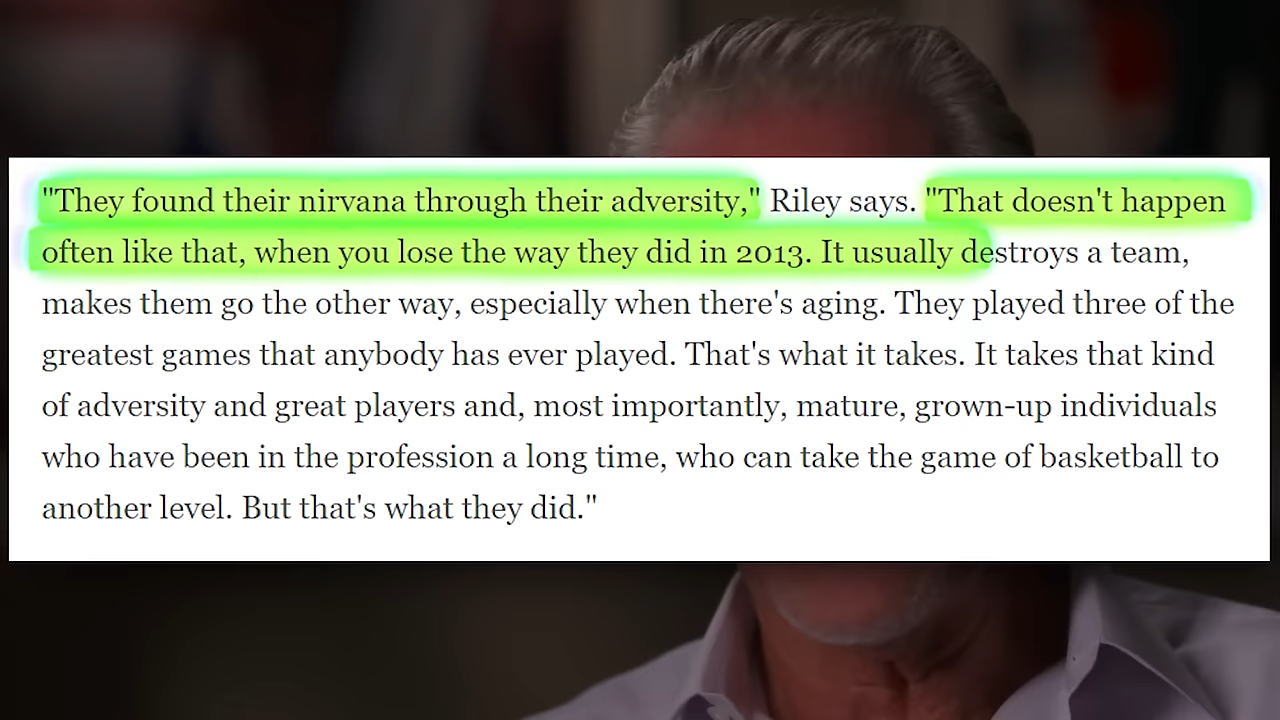 "They found their nirvana through their adversity," Riley says. "That doesn't happen
often like that, when you lose the way they did in 2013. It usually destroys a team,
makes them go the other way, especially when there's aging. They played three of the
greatest games that anybody has ever played. That's what it takes. It takes that kind
of adversity and great players and, most importantly, mature, grown-up individuals
who have been in the profession a long time, who can take the game of basketball to
another level. But that's what they did."